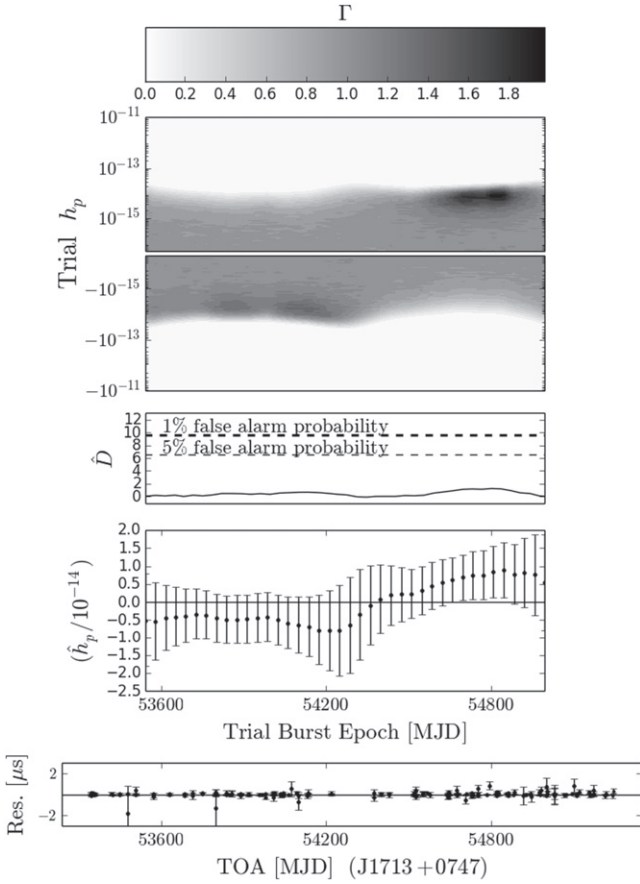 Γ
0.0 0.2 0.4 0.6 0.8 1.0 1.2 1.4 1.6 1.8
Trial h_p
10^{-11}
10^{-13}
10^{-15}
-10^{-15}
-10^{-13}
-10^{-11}
D̂
12
10
8
6
4
2
0
1% false alarm probability
5% false alarm probability
(ĥ_p/10^{-14})
2.0
1.5
1.0
0.5
0.0
-0.5
-1.0
-1.5
-2.0
-2.5
53600 54200 54800
Trial Burst Epoch [MJD]
Res. [μs]
2
-2
53600 54200 54800
TOA [MJD] (J1713+0747)